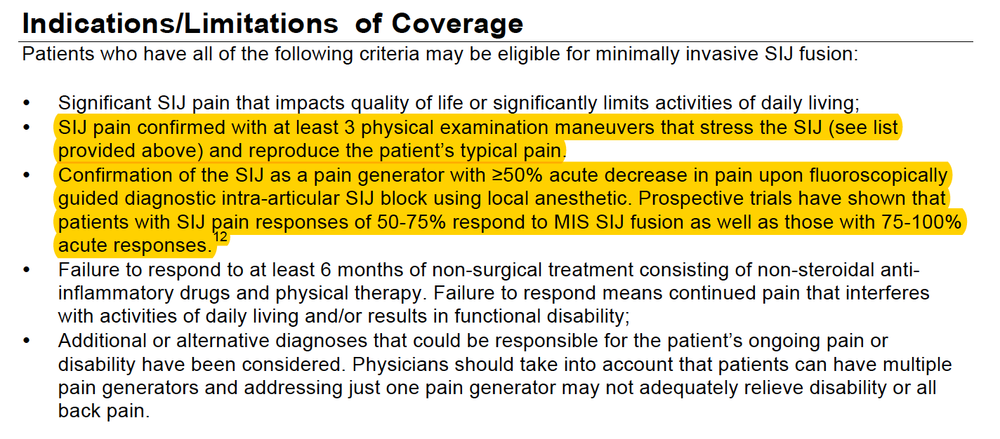 Indications/Limitations of Coverage
Patients who have all of the following criteria may be eligible for minimally invasive SIJ fusion:
• Significant SIJ pain that impacts quality of life or significantly limits activities of daily living;
• SIJ pain confirmed with at least 3 physical examination maneuvers that stress the SIJ (see list
provided above) and reproduce the patient’s typical pain.
• Confirmation of the SIJ as a pain generator with ≥50% acute decrease in pain upon fluoroscopically
guided diagnostic intra-articular SIJ block using local anesthetic. Prospective trials have shown that
patients with SIJ pain responses of 50-75% respond to MIS SIJ fusion as well as those with 75-100%
acute responses.12
• Failure to respond to at least 6 months of non-surgical treatment consisting of non-steroidal anti-
inflammatory drugs and physical therapy. Failure to respond means continued pain that interferes
with activities of daily living and/or results in functional disability;
• Additional or alternative diagnoses that could be responsible for the patient’s ongoing pain or
disability have been considered. Physicians should take into account that patients can have multiple
pain generators and addressing just one pain generator may not adequately relieve disability or all
back pain.